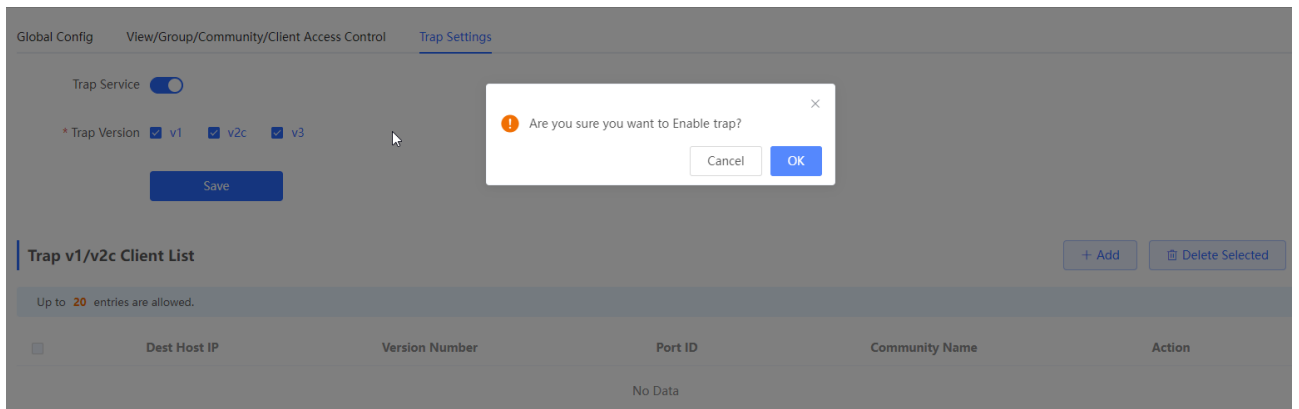 Global Config View/Group/Community/Client Access Control Trap Settings
Trap Service
Are you sure you want to Enable trap?
* Trap Version v1 v2c v3
Cancel OK
Save
Trap v1/v2c Client List + Add Delete Selected
Up to 20 entries are allowed.
Dest Host IP Version Number Port ID Community Name Action
No Data